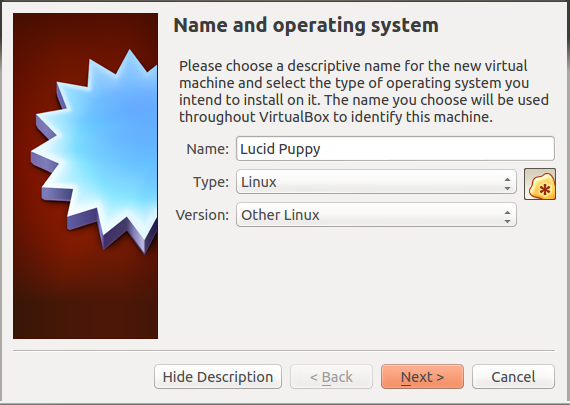 Name and operating system
Please choose a descriptive name for the new virtual
machine and select the type of operating system you
intend to install on it. The name you choose will be used
throughout VirtualBox to identify this machine.
Name: Lucid Puppy
Type: Linux
Version: Other Linux
Hide Description < Back Next > Cancel